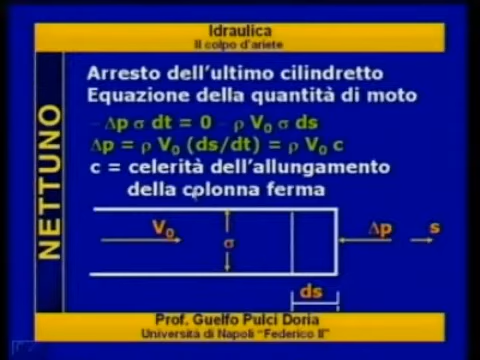 Idraulica
Il colpo d'ariete
NETTUNO
Arresto dell'ultimo cilindretto
Equazione della quantità di moto
- Δp σ dt = 0 - ρ V₀ σ ds
Δp = ρ V₀ (ds/dt) = ρ V₀ c
c = celerità dell'allungamento
della colonna ferma
V₀
σ
Δp
s
ds
Prof. Guelfo Pulci Doria
Università di Napoli "Federico II"